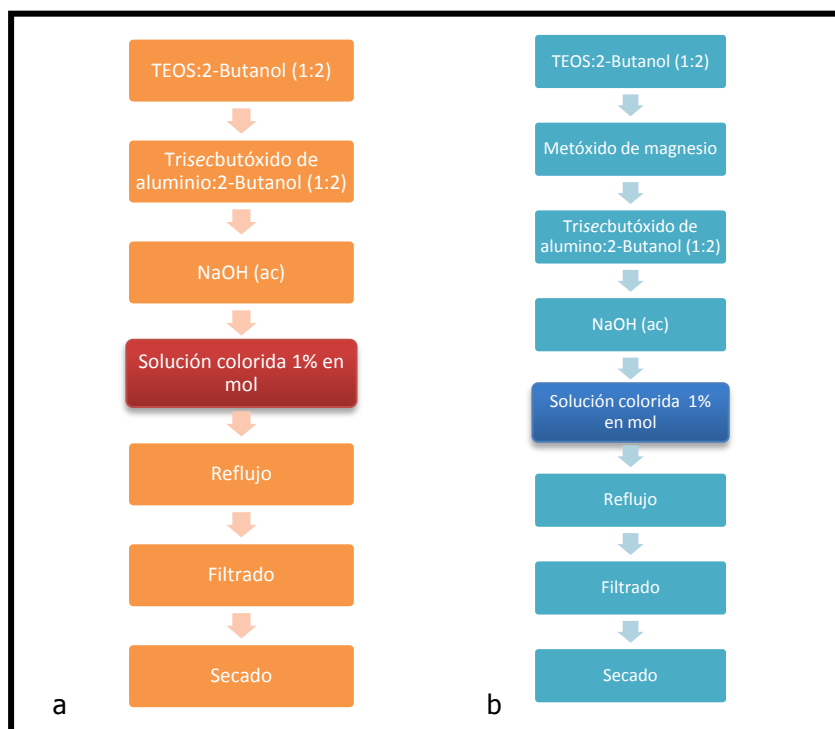 TEOS:2-Butanol (1:2)
Trisecbutóxido de
aluminio:2-Butanol (1:2)
NaOH (ac)
Solución colorida 1% en
mol
Reflujo
Filtrado
Secado
a
TEOS:2-Butanol (1:2)
Metóxido de magnesio
Trisecbutóxido de
alumino:2-Butanol (1:2)
NaOH (ac)
Solución colorida 1%
en mol
Reflujo
Filtrado
Secado
b